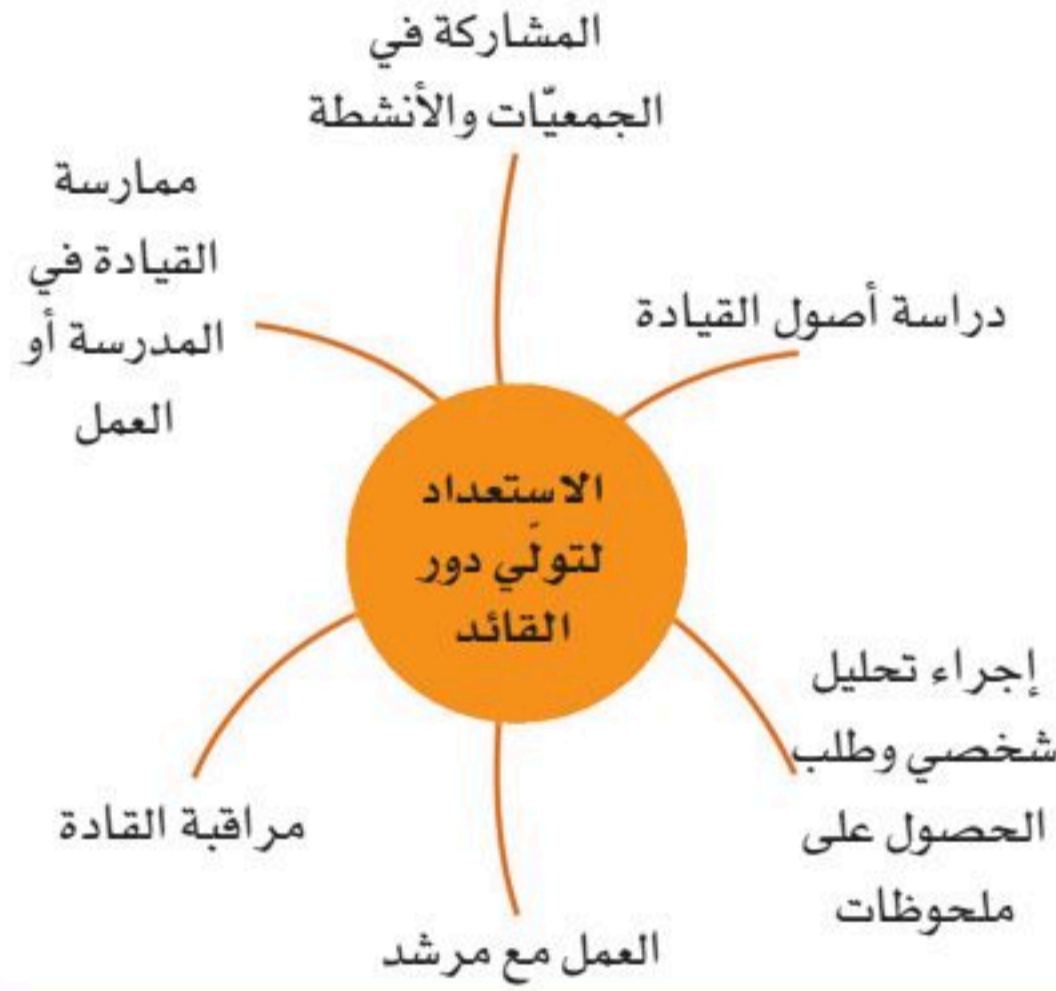 المشاركة في
الجمعيّات والأنشطة
دراسة أصول القيادة
ممارسة
القيادة في
المدرسة أو
العمل
الاستعداد
لتولّي دور
القائد
إجراء تحليل
شخصي وطلب
الحصول على
ملحوظات
مراقبة القادة
العمل مع مرشد